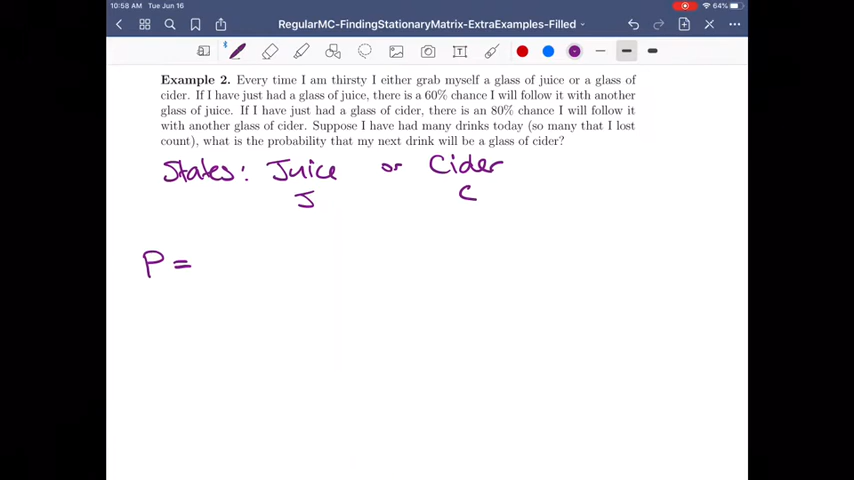 10:58 AM Tue Jun 16
64%
RegularMC-FindingStationaryMatrix-ExtraExamples-Filled
Example 2. Every time I am thirsty I either grab myself a glass of juice or a glass of
cider. If I have just had a glass of juice, there is a 60% chance I will follow it with another
glass of juice. If I have just had a glass of cider, there is an 80% chance I will follow it
with another glass of cider. Suppose I have had many drinks today (so many that I lost
count), what is the probability that my next drink will be a glass of cider?
States: Juice or Cider
J C
P =